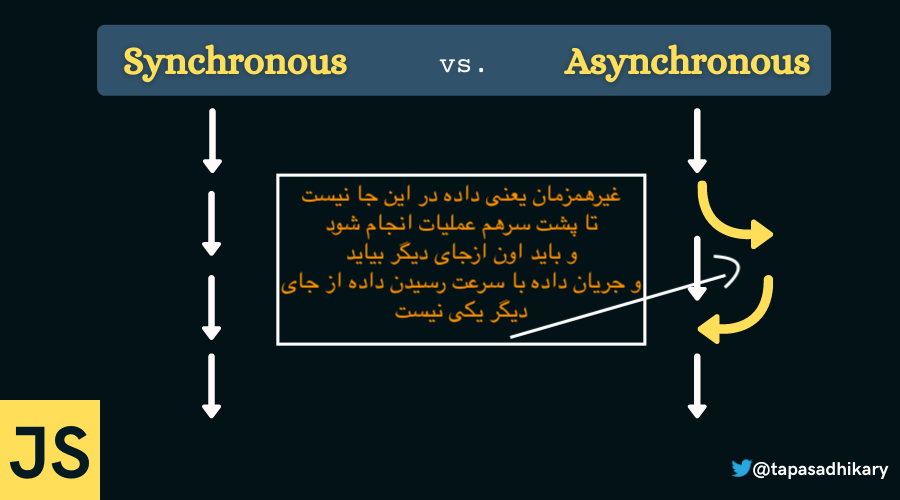 Synchronous vs. Asynchronous
غیرهمزمان یعنی داده در این جا نیست
تا پشت سرهم عملیات انجام شود
و باید اون ازجای دیگر بیاید
و جریان داده با سرعت رسیدن داده از جای
دیگر یکی نیست
JS
@tapasadhikary